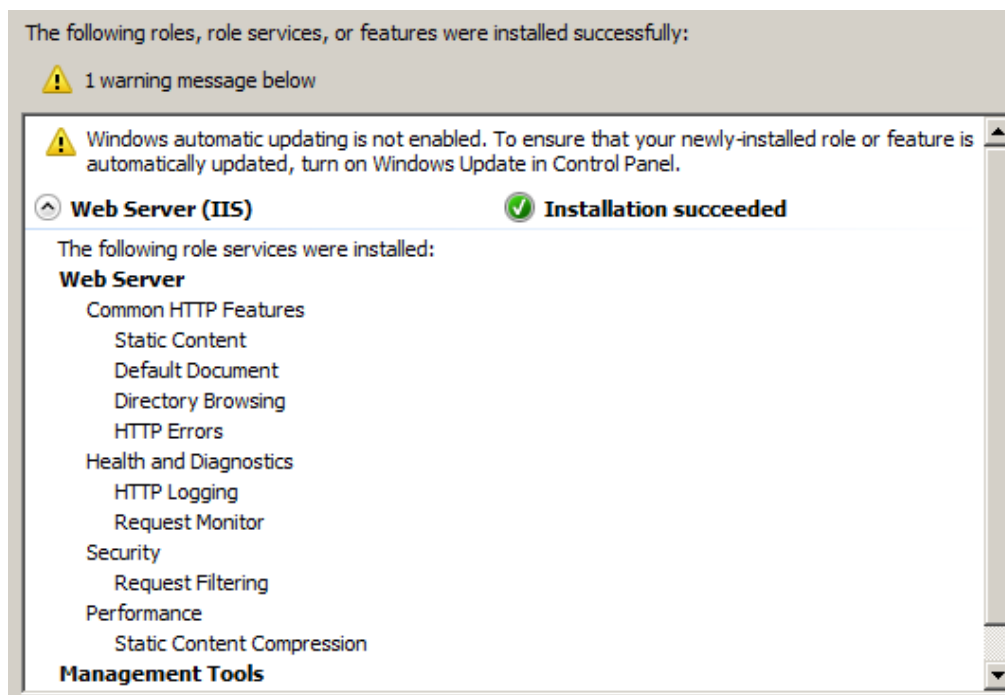 The following roles, role services, or features were installed successfully:
1 warning message below
Windows automatic updating is not enabled. To ensure that your newly-installed role or feature is
automatically updated, turn on Windows Update in Control Panel.
Web Server (IIS) Installation succeeded
The following role services were installed:
Web Server
Common HTTP Features
Static Content
Default Document
Directory Browsing
HTTP Errors
Health and Diagnostics
HTTP Logging
Request Monitor
Security
Request Filtering
Performance
Static Content Compression
Management Tools